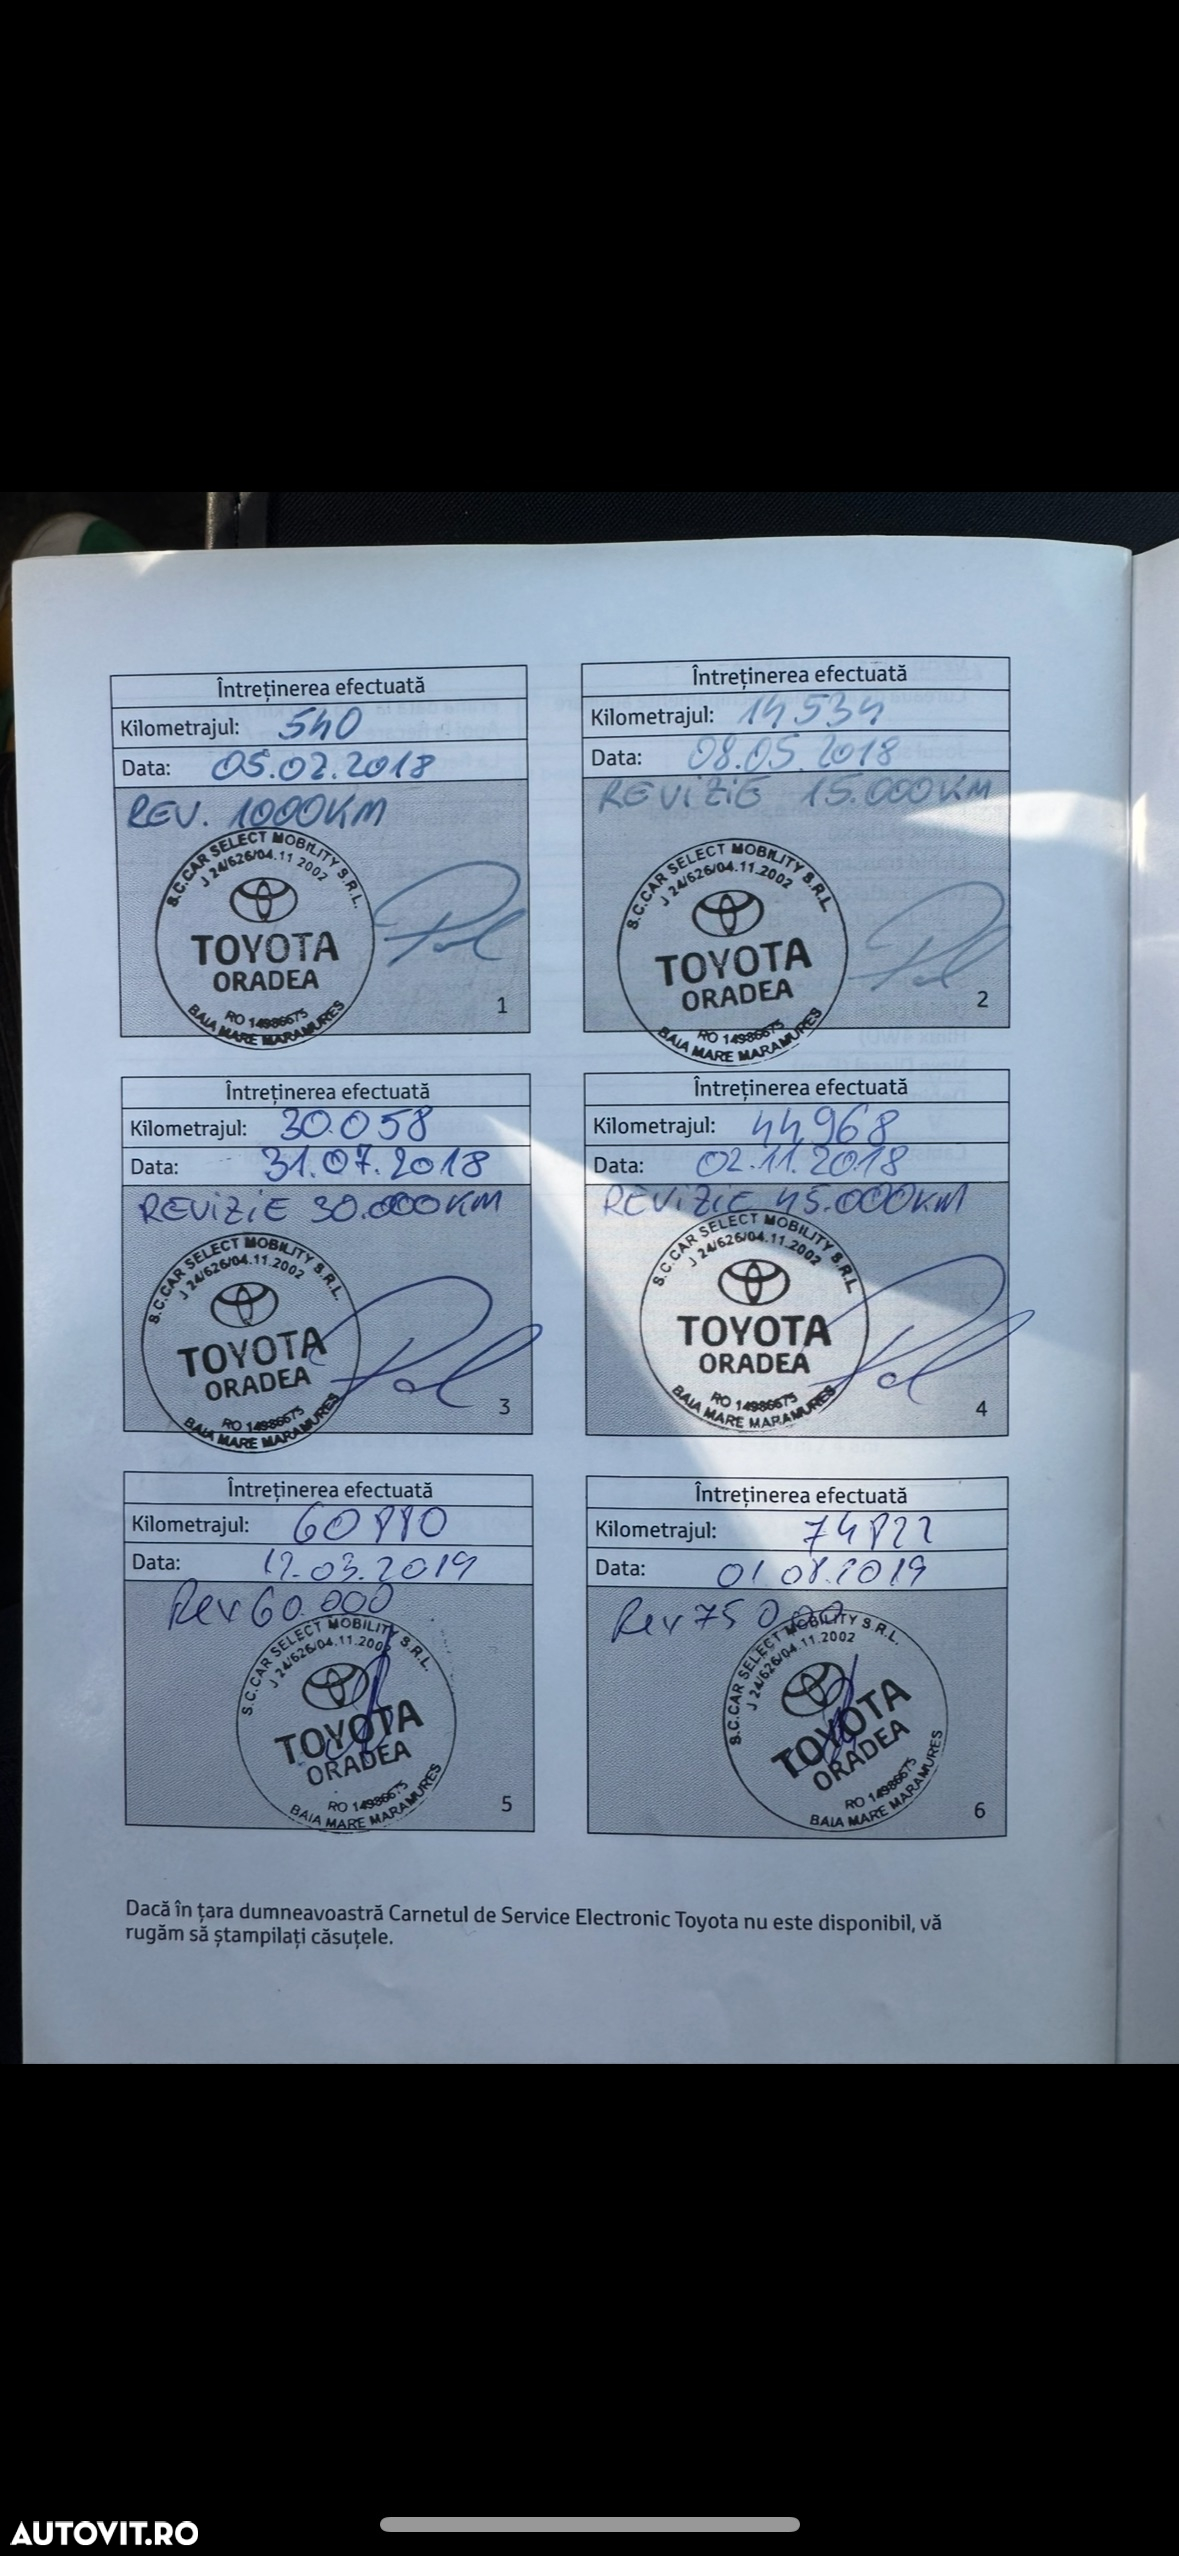 Întreținerea efectuată
Kilometrajul: 540
Data: 05.02.2018
REV. 1000KM
S.C.CAR SELECT MOBILITY S.R.L.
J 24/626/04.11 2002
TOYOTA
ORADEA
RO 14986675
BAIA MARE MARAMURES
1
Întreținerea efectuată
Kilometrajul: 14534
Data: 08.05.2018
REVIZIE 15.000KM
S.C.CAR SELECT MOBILITY S.R.L.
J 24/626/04.11.2002
TOYOTA
ORADEA
RO 14986675
BAIA MARE MARAMURES
2
Întreținerea efectuată
Kilometrajul: 30.058
Data: 31.07.2018
REVIZIE 30.000KM
S.C.CAR SELECT MOBILITY S.R.L.
J 24/626/04.11.2002
TOYOTA
ORADEA
RO 14986675
BAIA MARE MARAMURES
3
Întreținerea efectuată
Kilometrajul: 44968
Data: 02.11.2018
REVIZIE 45.000KM
S.C.CAR SELECT MOBILITY S.R.L.
J 24/626/04.11.2002
TOYOTA
ORADEA
RO 14986675
BAIA MARE MARAMURES
4
Întreținerea efectuată
Kilometrajul:
Data: 12.03.2019
Rev 60.000
S.C.CAR SELECT MOBILITY S.R.L.
J 24/626/04.11.2002
TOYOTA
ORADEA
RO 14986675
BAIA MARE MARAMURES
5
Întreținerea efectuată
Kilometrajul:
Data: 01.08.2019
Rev 75 000
S.C.CAR SELECT MOBILITY S.R.L.
J 24/626/04.11.2002
TOYOTA
ORADEA
RO 14986675
BAIA MARE MARAMURES
6
Dacă în țara dumneavoastră Carnetul de Service Electronic Toyota nu este disponibil, vă
rugăm să ștampilați căsuțele.
AUTOVIT.RO